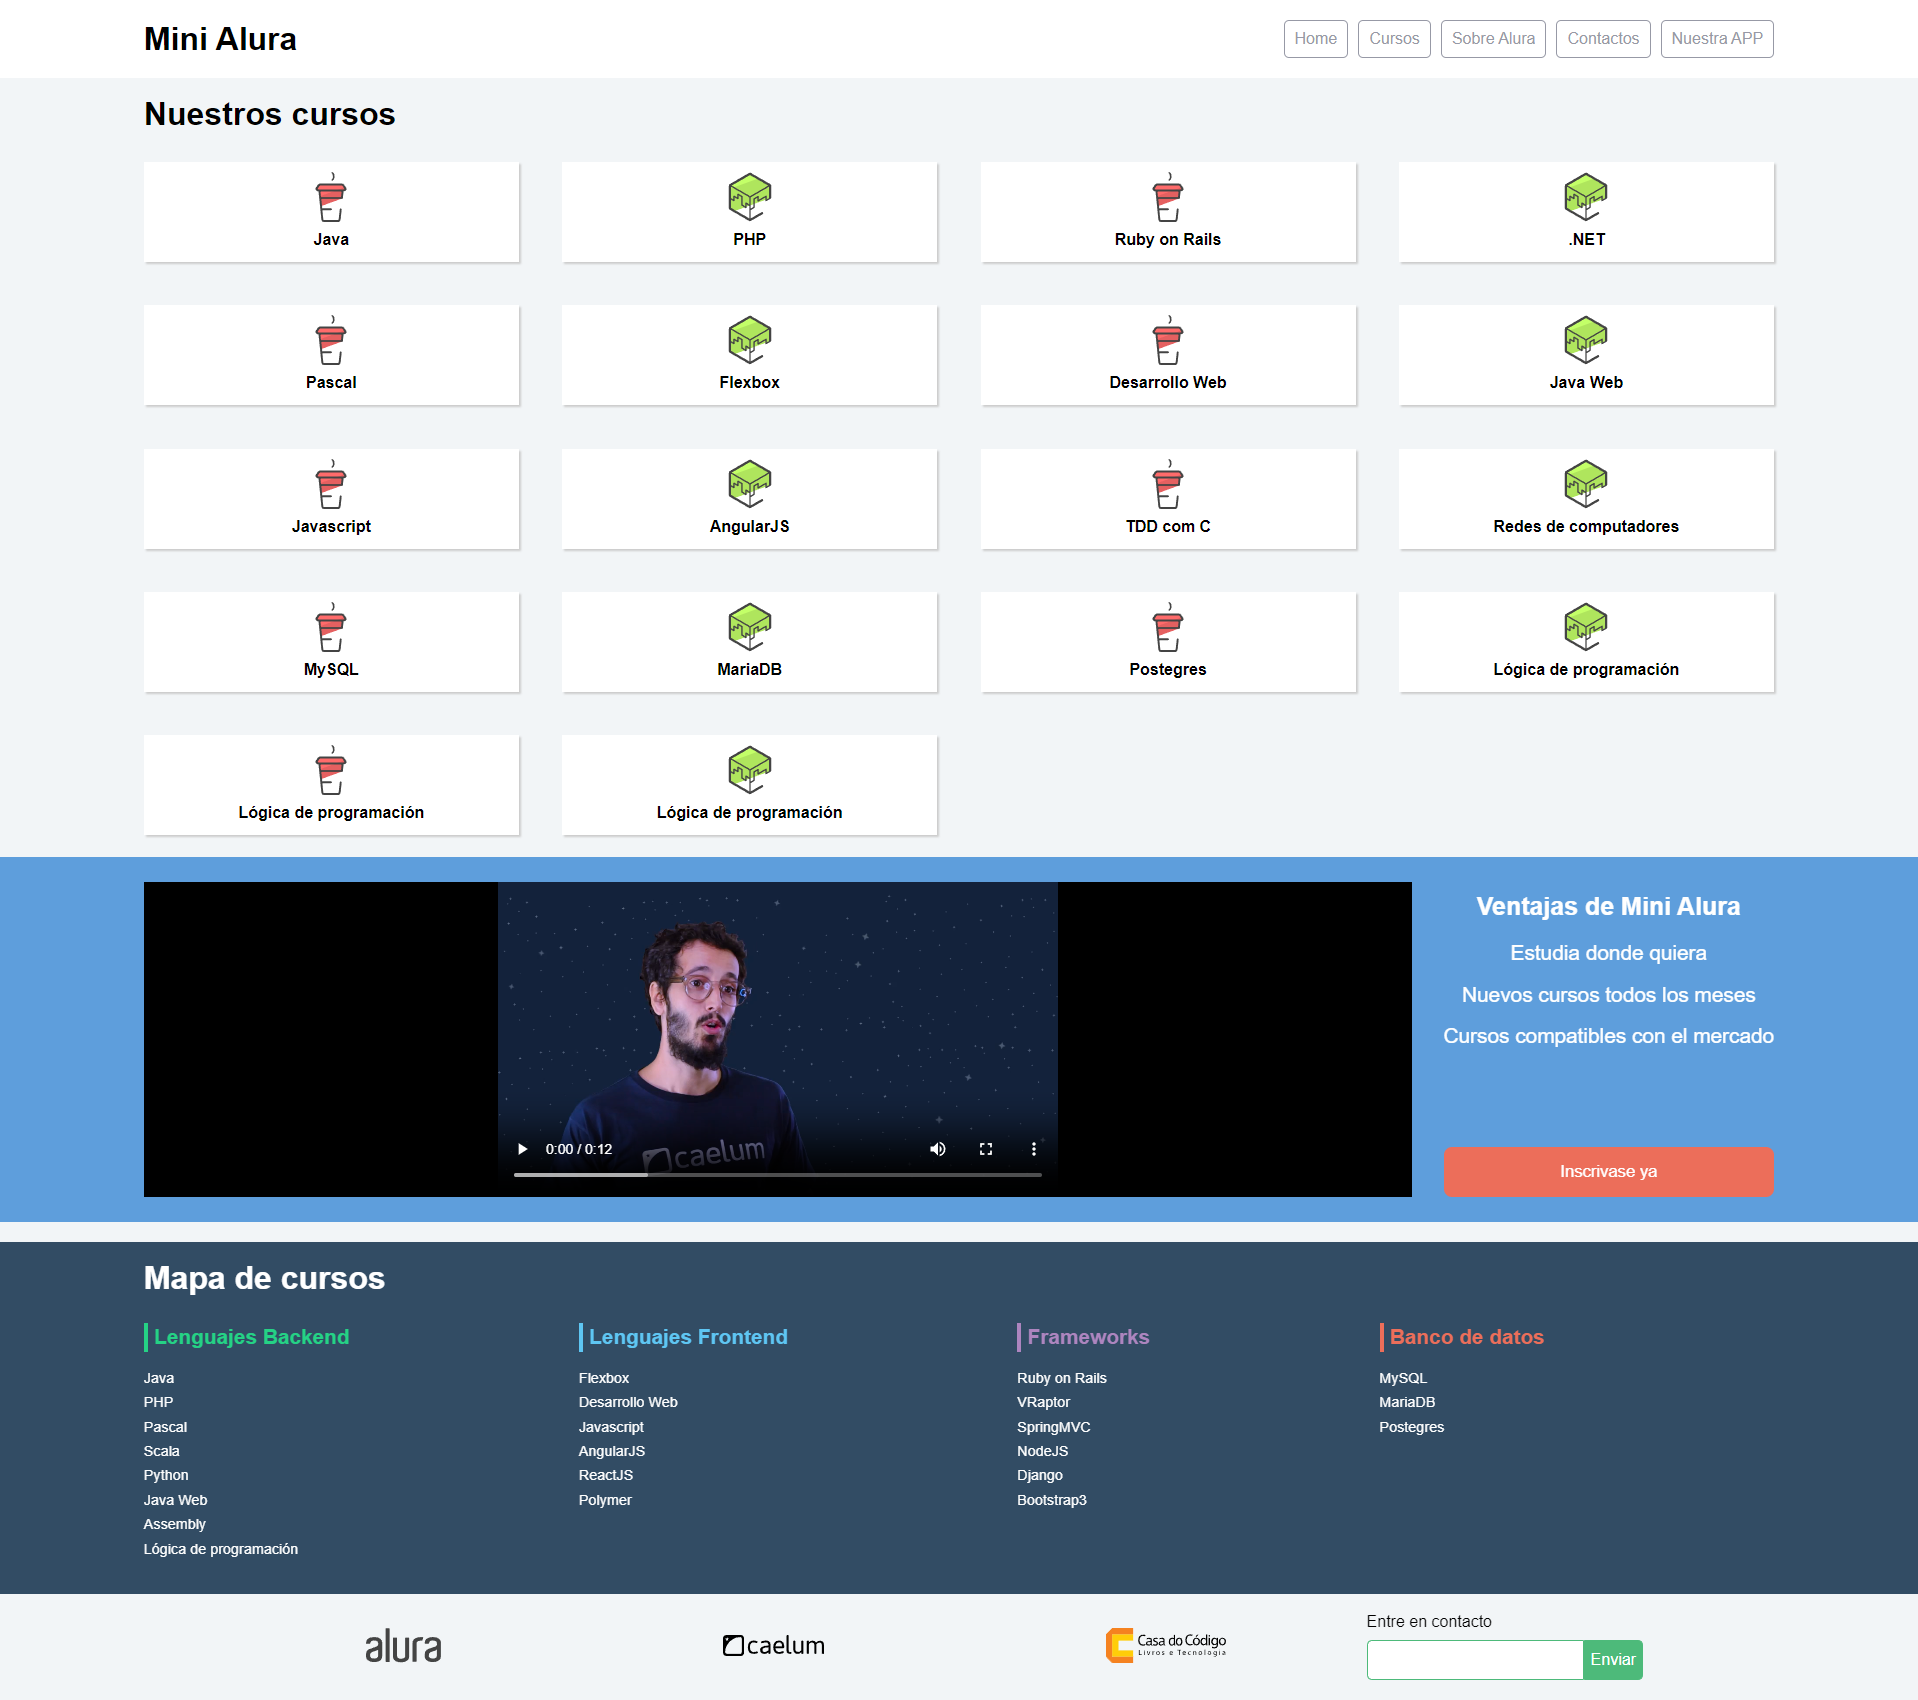 Mini Alura
Home Cursos Sobre Alura Contactos Nuestra APP
Nuestros cursos
Java PHP Ruby on Rails .NET
Pascal Flexbox Desarrollo Web Java Web
Javascript AngularJS TDD com C Redes de computadores
MySQL MariaDB Postegres Lógica de programación
Lógica de programación Lógica de programación
caelum
0:00 / 0:12
Ventajas de Mini Alura
Estudia donde quiera
Nuevos cursos todos los meses
Cursos compatibles con el mercado
Inscrivase ya
Mapa de cursos
Lenguajes Backend
Java
PHP
Pascal
Scala
Python
Java Web
Assembly
Lógica de programación
Lenguajes Frontend
Flexbox
Desarrollo Web
Javascript
AngularJS
ReactJS
Polymer
Frameworks
Ruby on Rails
VRaptor
SpringMVC
NodeJS
Django
Bootstrap3
Banco de datos
MySQL
MariaDB
Postegres
alura
caelum
Casa do Código
Livros e Tecnologia
Entre en contacto
Enviar